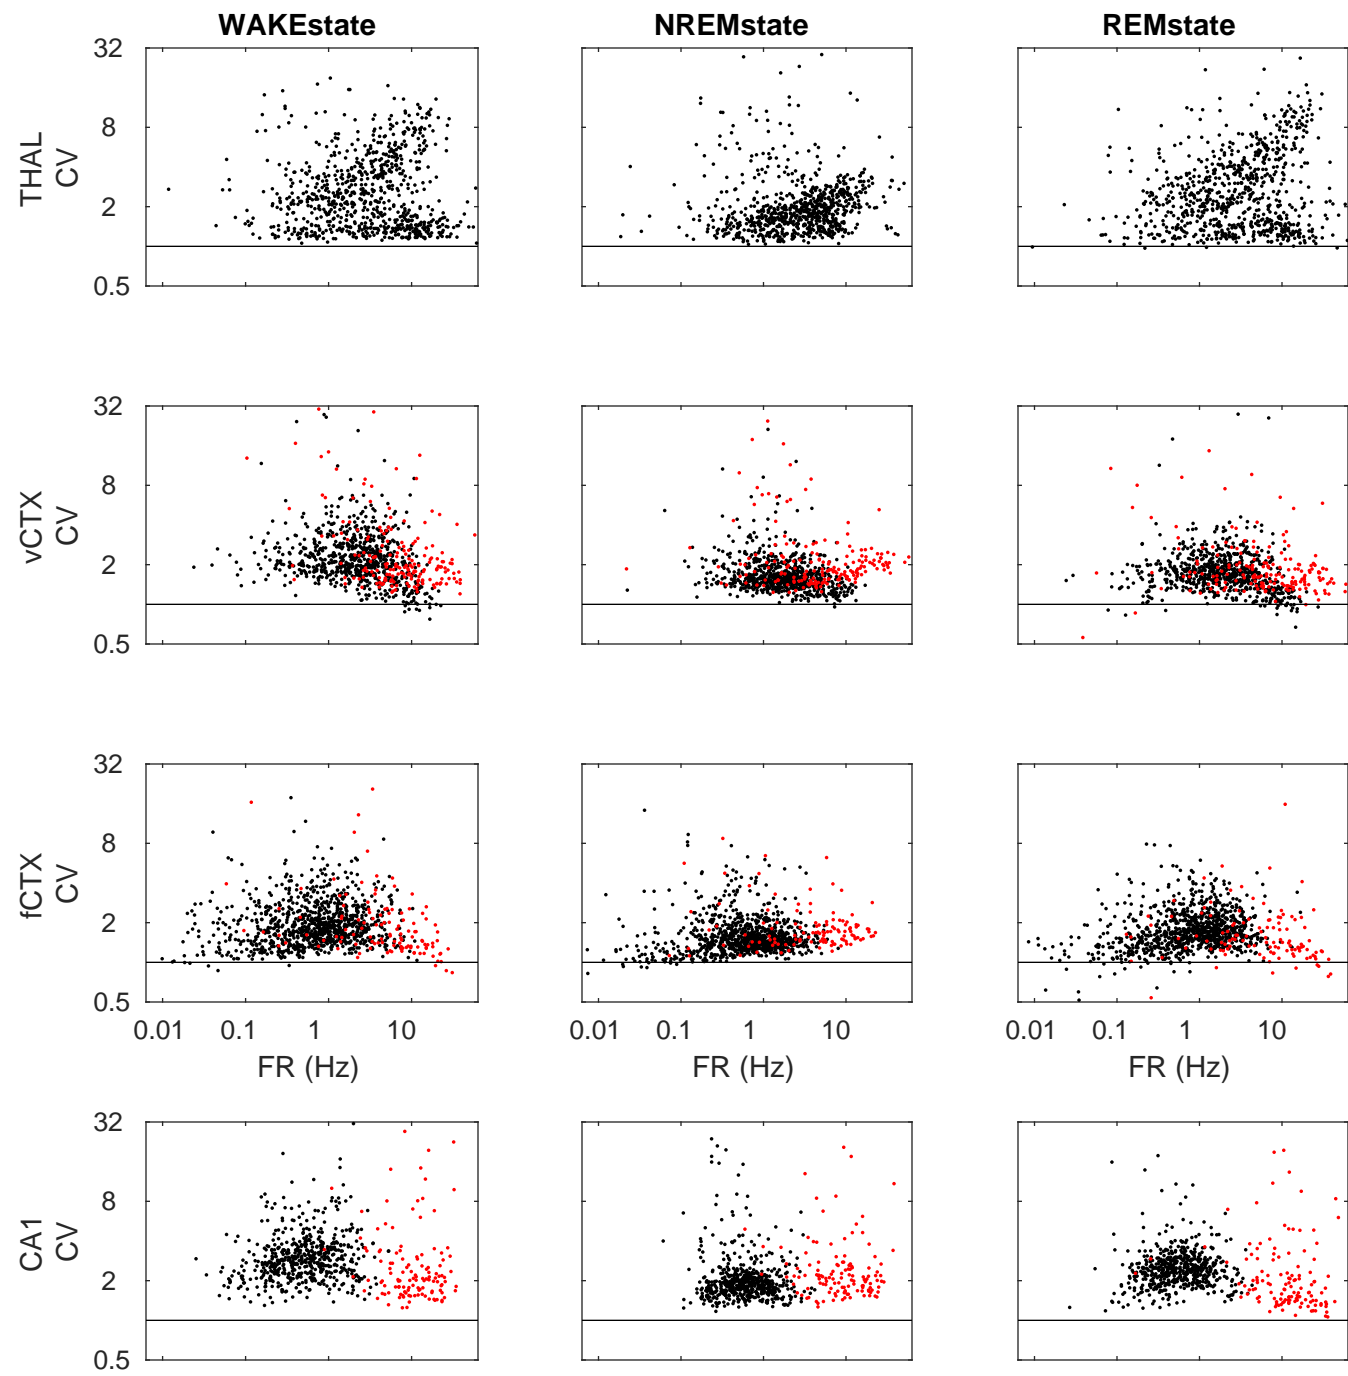 WAKEstate NREMstate REMstate
32
8
2
0.5
THAL
CV
32
8
2
0.5
vCTX
CV
32
8
2
0.5
fCTX
CV
0.01 0.1 1 10 0.01 0.1 1 10 0.01 0.1 1 10
FR (Hz) FR (Hz) FR (Hz)
32
8
2
0.5
CA1
CV